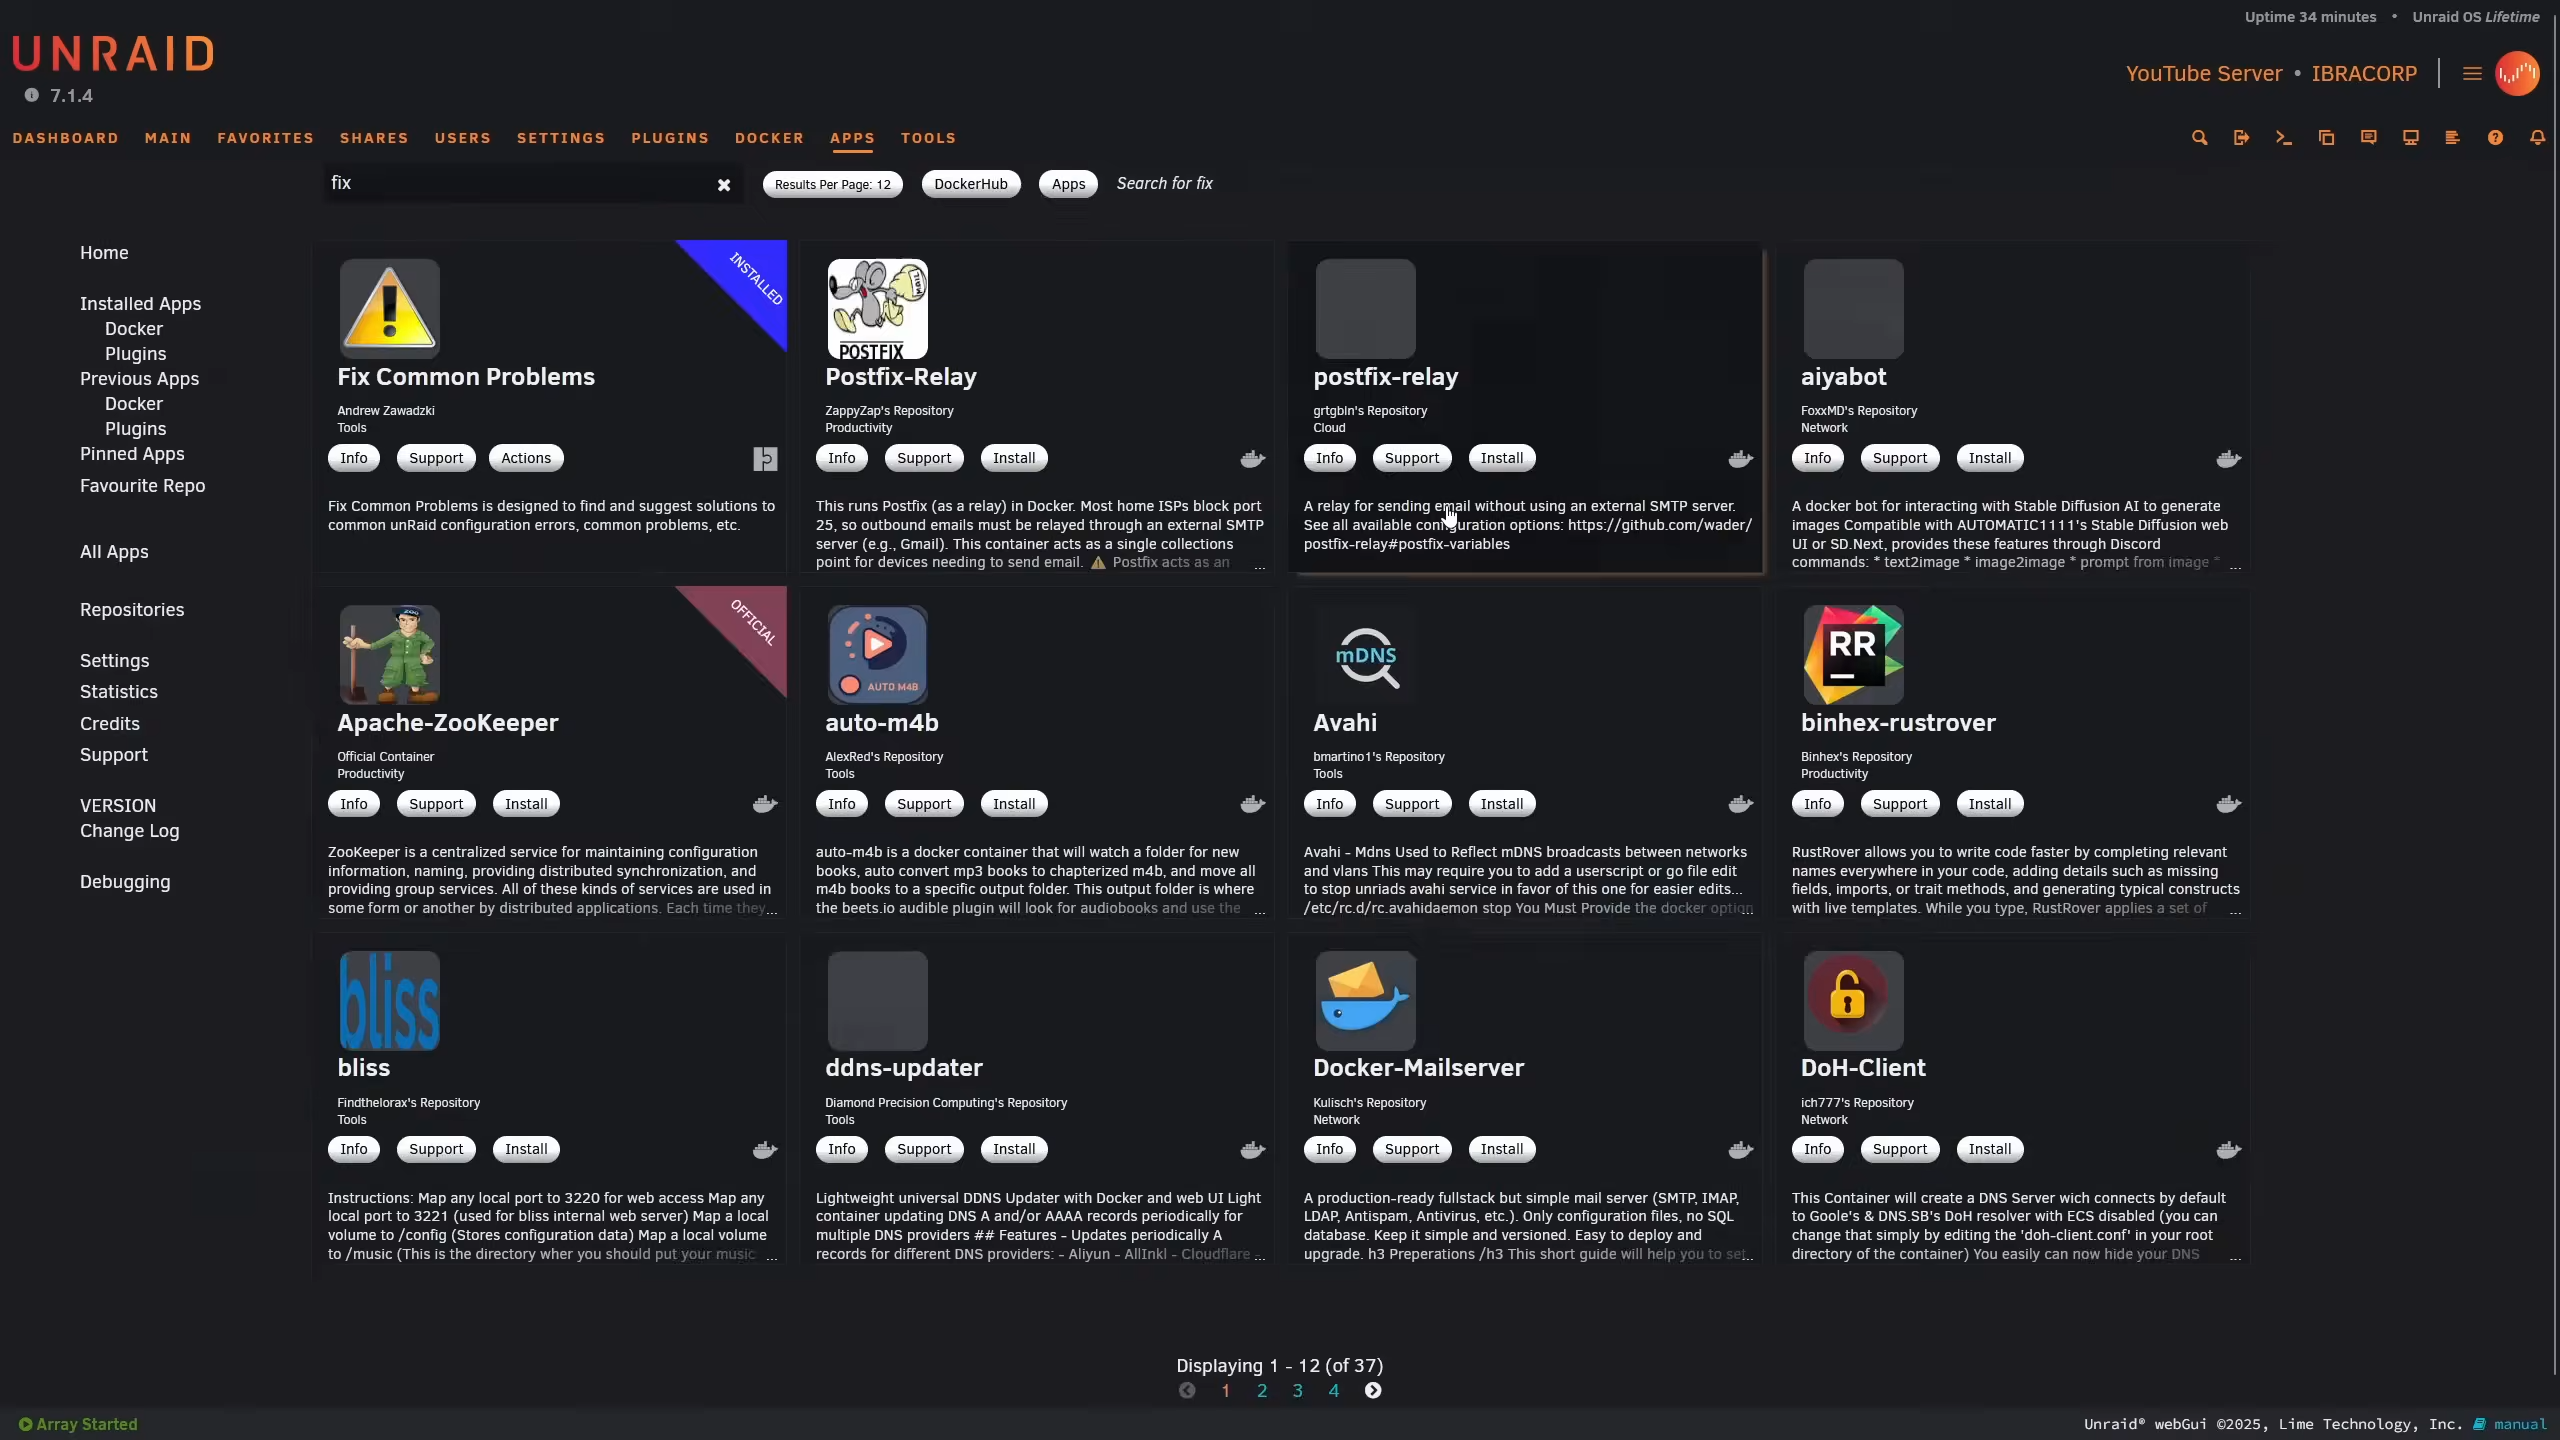 Uptime 34 minutes • Unraid OS Lifetime
UNRAID
7.1.4
YouTube Server • IBRACORP
DASHBOARD MAIN FAVORITES SHARES USERS SETTINGS PLUGINS DOCKER APPS TOOLS
fix
Results Per Page: 12
DockerHub
Apps
Search for fix
Home
Installed Apps
Docker
Plugins
Previous Apps
Docker
Plugins
Pinned Apps
Favourite Repo
All Apps
Repositories
Settings
Statistics
Credits
Support
VERSION
Change Log
Debugging
INSTALLED
Fix Common Problems
Andrew Zawadzki
Tools
Info Support Actions
Fix Common Problems is designed to find and suggest solutions to
common unRaid configuration errors, common problems, etc.
MAIL
POSTFIX
Postfix-Relay
ZappyZap's Repository
Productivity
Info Support Install
This runs Postfix (as a relay) in Docker. Most home ISPs block port
25, so outbound emails must be relayed through an external SMTP
server (e.g., Gmail). This container acts as a single collections
point for devices needing to send email. ⚠ Postfix acts as an ...
postfix-relay
grtgbln's Repository
Cloud
Info Support Install
A relay for sending email without using an external SMTP server.
See all available configuration options: https://github.com/wader/
postfix-relay#postfix-variables
aiyabot
FoxxMD's Repository
Network
Info Support Install
A docker bot for interacting with Stable Diffusion AI to generate
images Compatible with AUTOMATIC1111's Stable Diffusion web
UI or SD.Next, provides these features through Discord
commands: * text2image * image2image * prompt from image * ...
OFFICIAL
ZOO
Apache-ZooKeeper
Official Container
Productivity
Info Support Install
ZooKeeper is a centralized service for maintaining configuration
information, naming, providing distributed synchronization, and
providing group services. All of these kinds of services are used in
some form or another by distributed applications. Each time they...
AUTO M4B
auto-m4b
AlexRed's Repository
Tools
Info Support Install
auto-m4b is a docker container that will watch a folder for new
books, auto convert mp3 books to chapterized m4b, and move all
m4b books to a specific output folder. This output folder is where
the beets.io audible plugin will look for audiobooks and use the ...
mDNS
Avahi
bmartino1's Repository
Tools
Info Support Install
Avahi - Mdns Used to Reflect mDNS broadcasts between networks
and vlans This may require you to add a userscript or go file edit
to stop unriads avahi service in favor of this one for easier edits...
/etc/rc.d/rc.avahidaemon stop You Must Provide the docker option...
RR
binhex-rustrover
Binhex's Repository
Productivity
Info Support Install
RustRover allows you to write code faster by completing relevant
names everywhere in your code, adding details such as missing
fields, imports, or trait methods, and generating typical constructs
with live templates. While you type, RustRover applies a set of ...
bliss
bliss
Findthelorax's Repository
Tools
Info Support Install
Instructions: Map any local port to 3220 for web access Map any
local port to 3221 (used for bliss internal web server) Map a local
volume to /config (Stores configuration data) Map a local volume
to /music (This is the directory wher you should put your music ...
ddns-updater
Diamond Precision Computing's Repository
Tools
Info Support Install
Lightweight universal DDNS Updater with Docker and web UI Light
container updating DNS A and/or AAAA records periodically for
multiple DNS providers ## Features - Updates periodically A
records for different DNS providers: - Aliyun - AllInkl - Cloudflare ...
Docker-Mailserver
Kulisch's Repository
Network
Info Support Install
A production-ready fullstack but simple mail server (SMTP, IMAP,
LDAP, Antispam, Antivirus, etc.). Only configuration files, no SQL
database. Keep it simple and versioned. Easy to deploy and
upgrade. h3 Preperations /h3 This short guide will help you to set...
DoH-Client
ich777's Repository
Network
Info Support Install
This Container will create a DNS Server wich connects by default
to Goole's & DNS.SB's DoH resolver with ECS disabled (you can
change that simply by editing the 'doh-client.conf' in your root
directory of the container) You easily can now hide your DNS ...
Displaying 1 - 12 (of 37)
1 2 3 4
Array Started
Unraid® webGui ©2025, Lime Technology, Inc. manual